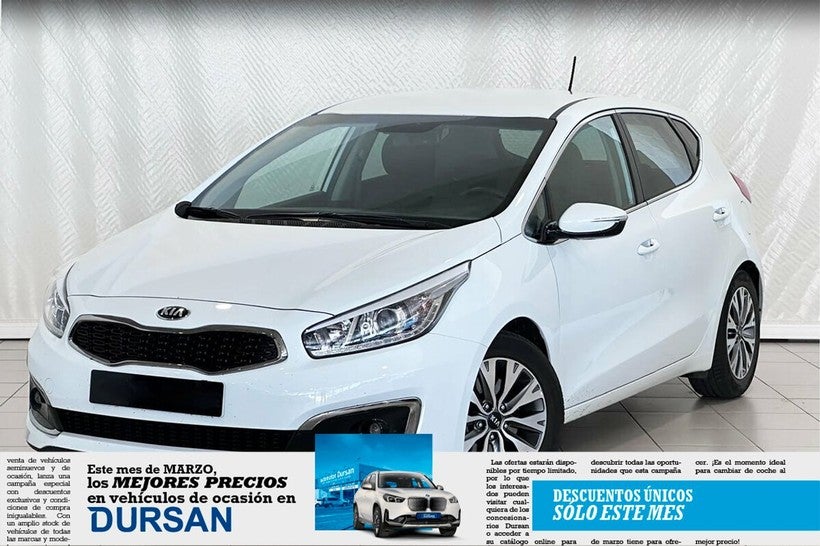 KIA
KIA
venta de vehículos
seminuevos y de
ocasión, lanza una
campaña especial
con descuentos
exclusivos y condi-
ciones de compra
inigualables. Con
un amplio stock de
vehículos de todas
las marcas y mode-
Este mes de MARZO,
los MEJORES PRECIOS
en vehículos de ocasión en
DURSAN
Dursan
Las ofertas estarán dispo-
nibles por tiempo limitado,
por lo que
los interesa-
dos pueden
visitar cual-
quiera de los
concesiona-
rios Dursan
o acceder a
su catálogo online para
descubrir todas las oportu-
nidades que esta campaña
de marzo tiene para ofre-
cer. ¡Es el momento ideal
para cambiar de coche al
mejor precio!
DESCUENTOS ÚNICOS
SÓLO ESTE MES